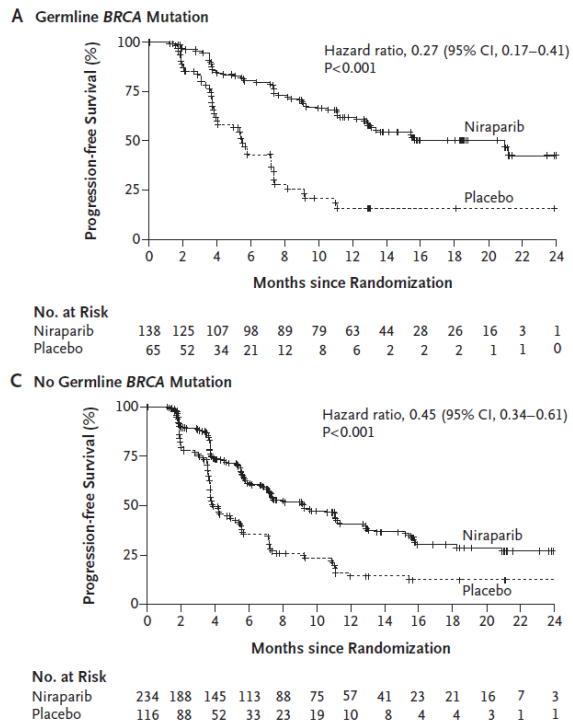 A Germline BRCA Mutation
Progression-free Survival (%)
100
75
50
25
0
Hazard ratio, 0.27 (95% CI, 0.17–0.41)
P<0.001
Niraparib
Placebo
0 2 4 6 8 10 12 14 16 18 20 22 24
Months since Randomization
No. at Risk
Niraparib 138 125 107 98 89 79 63 44 28 26 16 3 1
Placebo 65 52 34 21 12 8 6 2 2 2 1 1 0
C No Germline BRCA Mutation
Progression-free Survival (%)
100
75
50
25
0
Hazard ratio, 0.45 (95% CI, 0.34–0.61)
P<0.001
Niraparib
Placebo
0 2 4 6 8 10 12 14 16 18 20 22 24
Months since Randomization
No. at Risk
Niraparib 234 188 145 113 88 75 57 41 23 21 16 7 3
Placebo 116 88 52 33 23 19 10 8 4 4 3 1 1